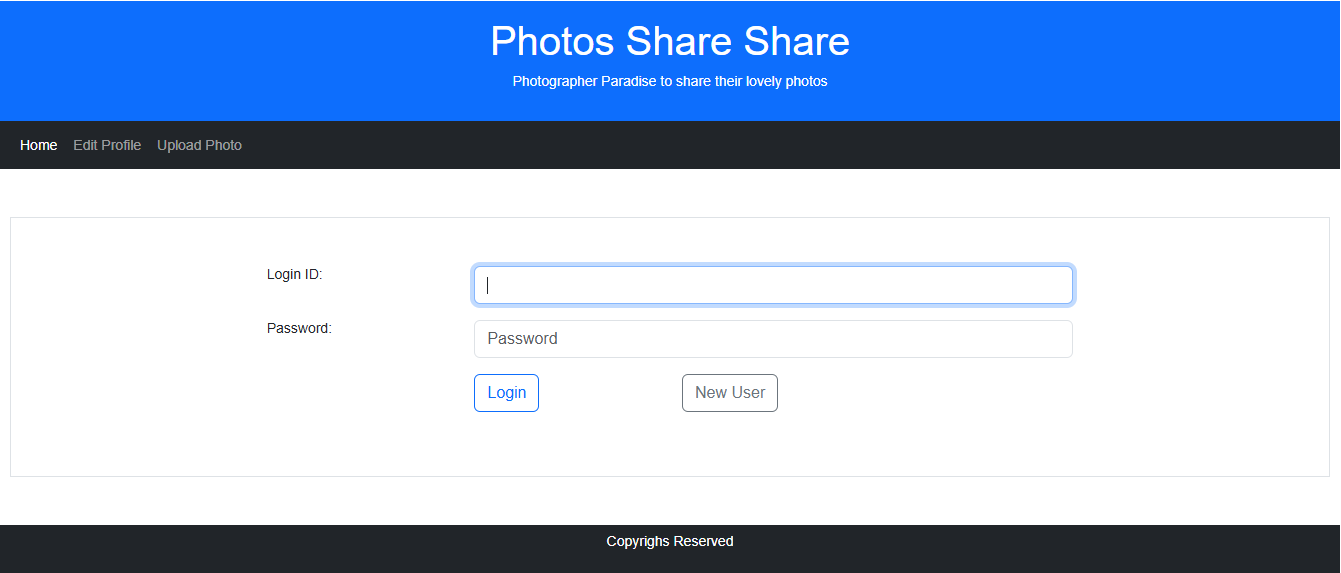 Photos Share Share
Photographer Paradise to share their lovely photos
Home Edit Profile Upload Photo
Login ID:
Password: Password
Login New User
Copyrighs Reserved